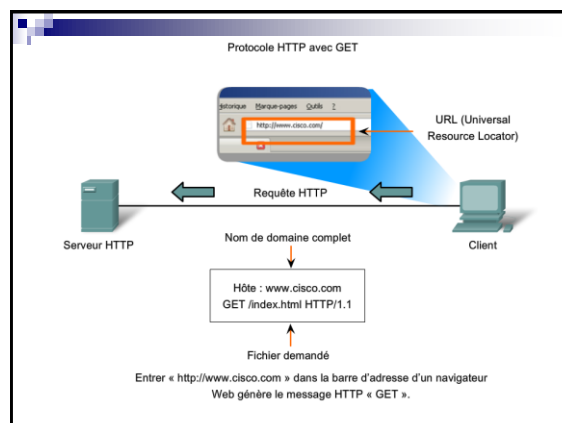 Protocole HTTP avec GET
Historique Marque-pages Outils ?
http://www.cisco.com/
URL (Universal
Resource Locator)
Requête HTTP
Serveur HTTP
Client
Nom de domaine complet
Hôte : www.cisco.com
GET /index.html HTTP/1.1
Fichier demandé
Entrer « http://www.cisco.com » dans la barre d'adresse d'un navigateur
Web génère le message HTTP « GET ».